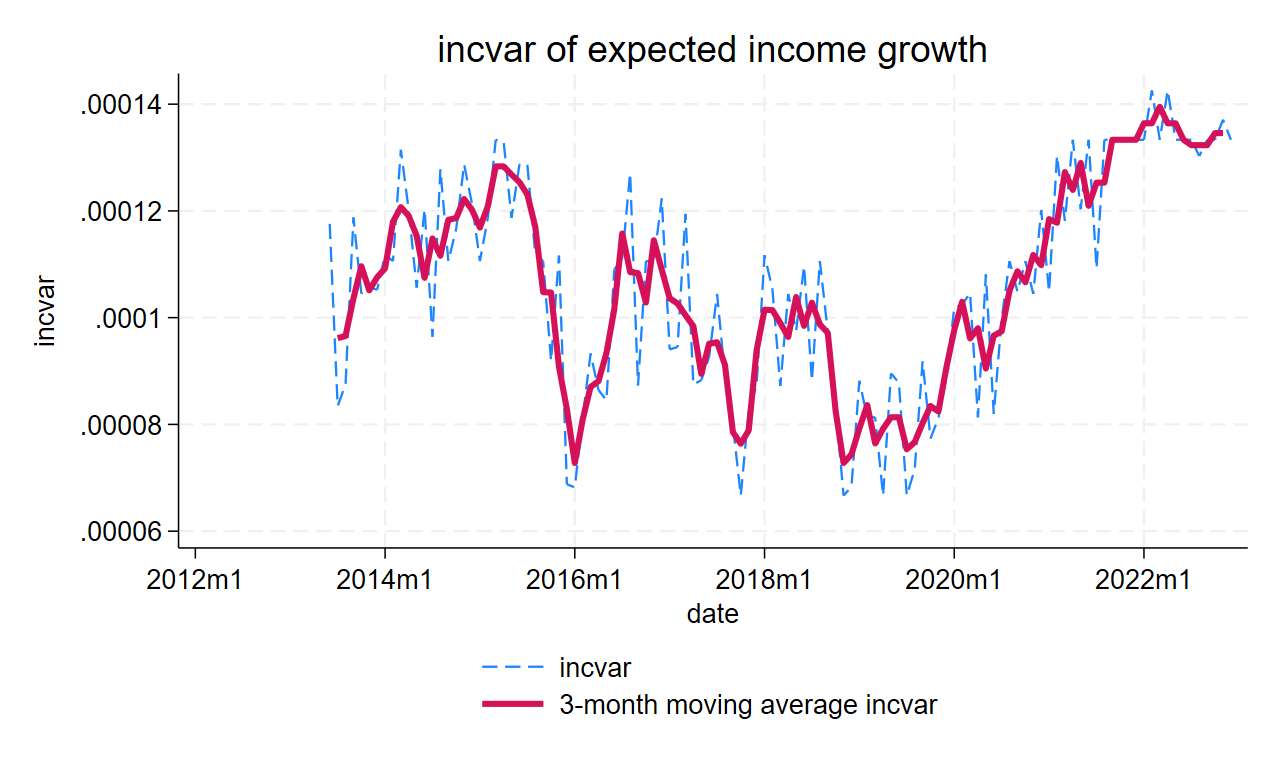 incvar of expected income growth
incvar
.00014
.00012
.0001
.00008
.00006
2012m1 2014m1 2016m1 2018m1 2020m1 2022m1
date
incvar
3-month moving average incvar